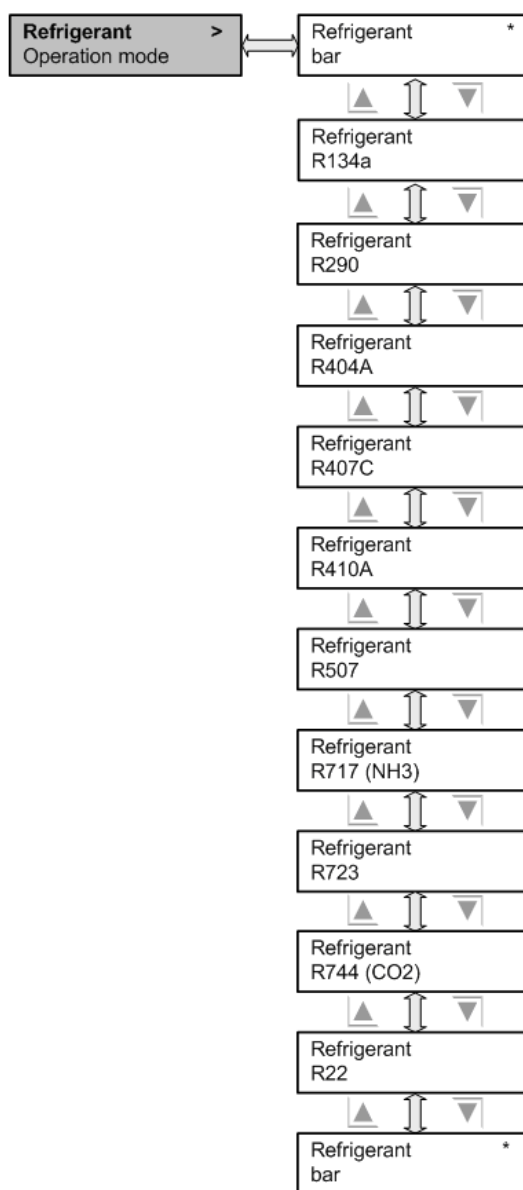 Refrigerant >
Operation mode
Refrigerant *
bar
Refrigerant
R134a
Refrigerant
R290
Refrigerant
R404A
Refrigerant
R407C
Refrigerant
R410A
Refrigerant
R507
Refrigerant
R717 (NH3)
Refrigerant
R723
Refrigerant
R744 (CO2)
Refrigerant
R22
Refrigerant *
bar